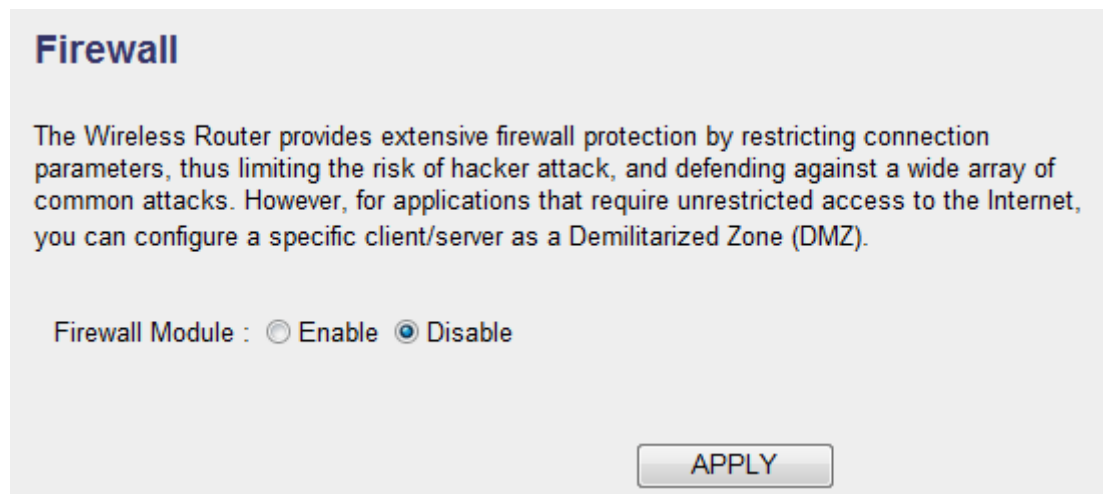 Firewall
The Wireless Router provides extensive firewall protection by restricting connection
parameters, thus limiting the risk of hacker attack, and defending against a wide array of
common attacks. However, for applications that require unrestricted access to the Internet,
you can configure a specific client/server as a Demilitarized Zone (DMZ).
Firewall Module : Enable Disable
APPLY